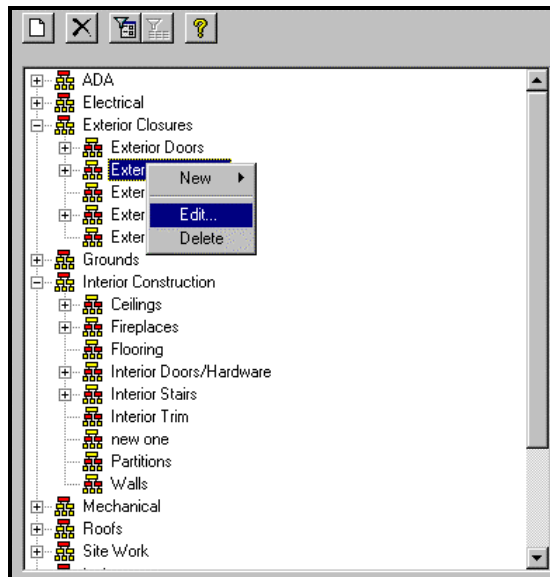 ADA
Electrical
Exterior Closures
Exterior Doors
Exter
New
Exter
Exter
Edit...
Exter
Delete
Grounds
Interior Construction
Ceilings
Fireplaces
Flooring
Interior Doors/Hardware
Interior Stairs
Interior Trim
new one
Partitions
Walls
Mechanical
Roofs
Site Work